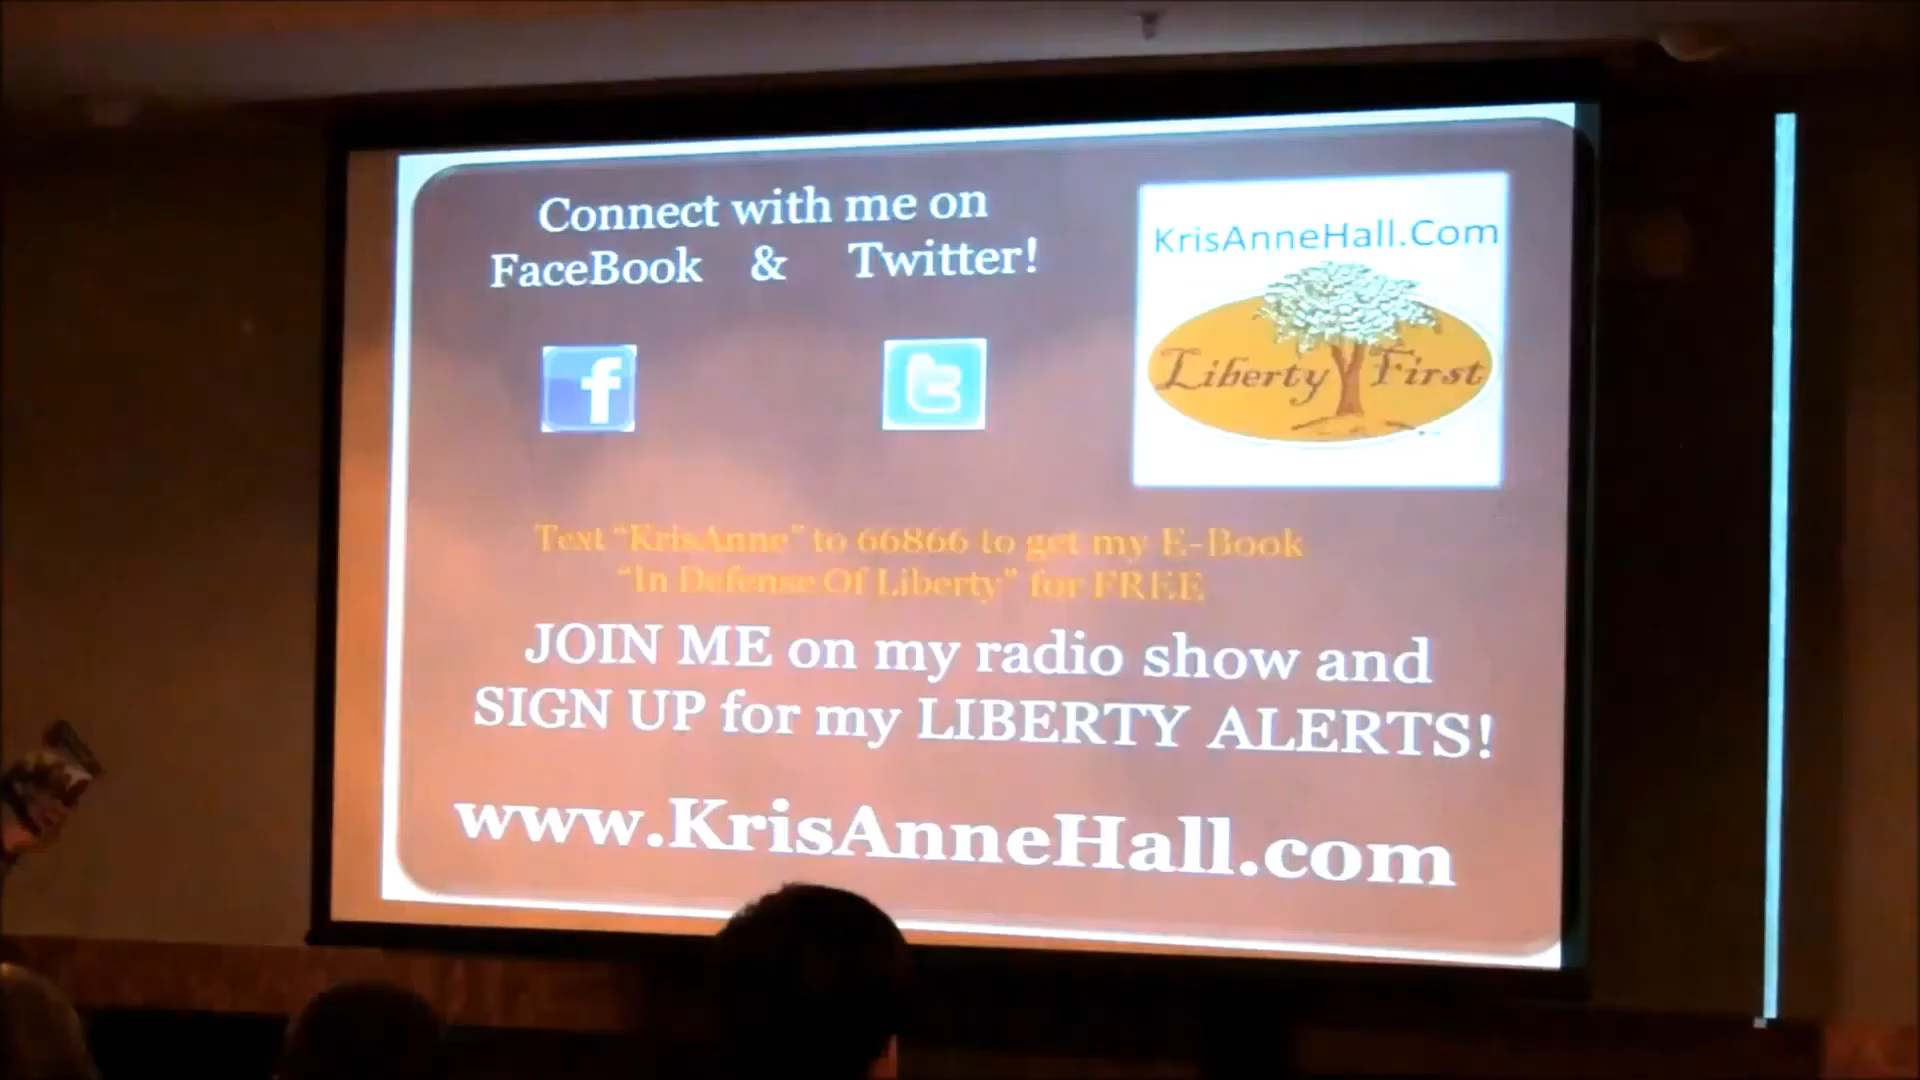 Connect with me on
FaceBook & Twitter!
KrisAnneHall.Com
Liberty First
Text "KrisAnne" to 66866 to get my E-Book
"In Defense Of Liberty" for FREE
JOIN ME on my radio show and
SIGN UP for my LIBERTY ALERTS!
www.KrisAnneHall.com